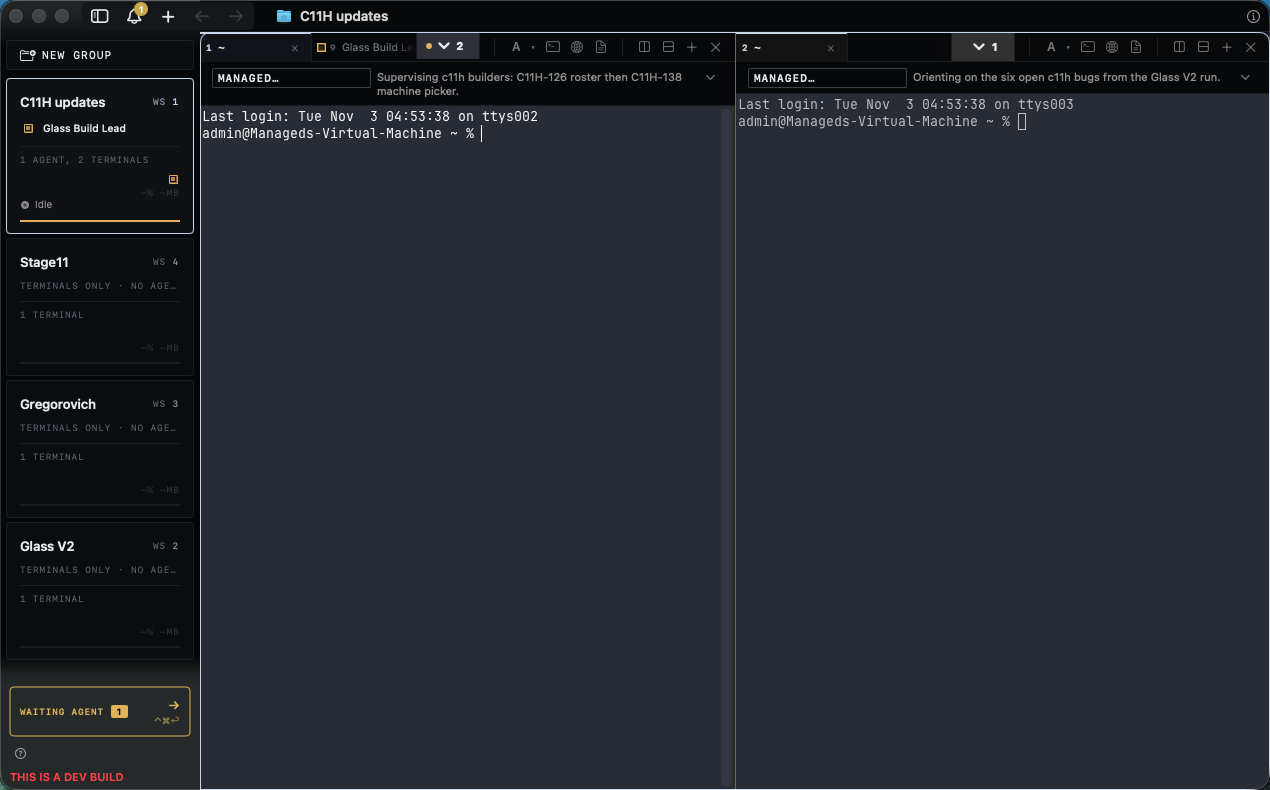 1
C11H updates
NEW GROUP
C11H updates WS 1
Glass Build Lead
1 AGENT, 2 TERMINALS
—% —MB
Idle
Stage11 WS 4
TERMINALS ONLY · NO AGE…
1 TERMINAL
—% —MB
Gregorovich WS 3
TERMINALS ONLY · NO AGE…
1 TERMINAL
—% —MB
Glass V2 WS 2
TERMINALS ONLY · NO AGE…
1 TERMINAL
—% —MB
WAITING AGENT 1
^⌘↩
THIS IS A DEV BUILD
1 ~ × 9 Glass Build Le 2 A
MANAGED… Supervising c11h builders: C11H-126 roster then C11H-138
machine picker.
Last login: Tue Nov  3 04:53:38 on ttys002
admin@Manageds-Virtual-Machine ~ %
2 ~ × 1 A
MANAGED… Orienting on the six open c11h bugs from the Glass V2 run.
Last login: Tue Nov  3 04:53:38 on ttys003
admin@Manageds-Virtual-Machine ~ %